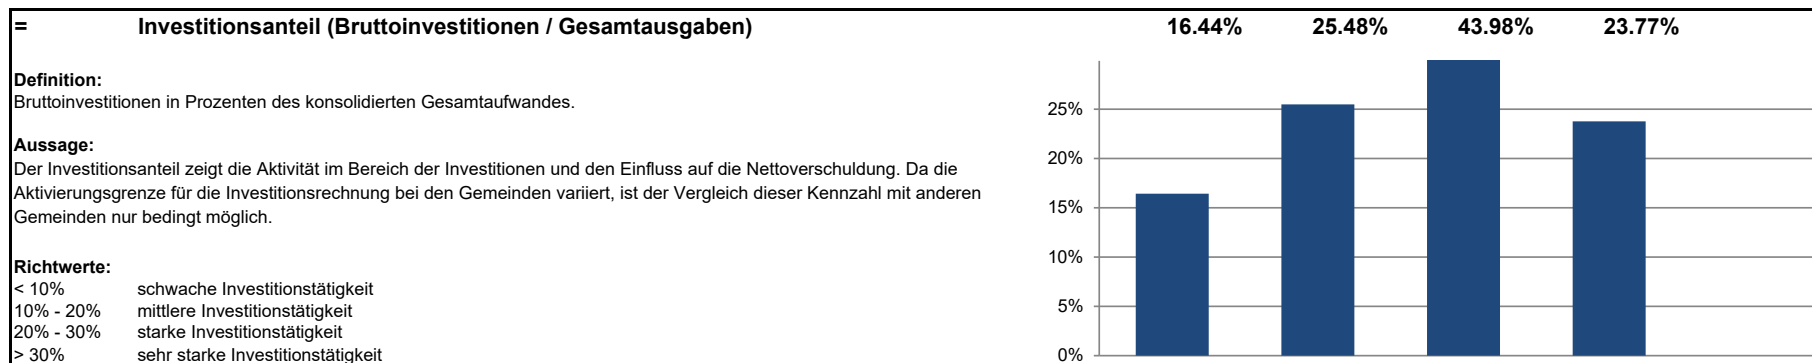 = Investitionsanteil (Bruttoinvestitionen / Gesamtausgaben) 16.44% 25.48% 43.98% 23.77%
Definition:
Bruttoinvestitionen in Prozenten des konsolidierten Gesamtaufwandes.
Aussage:
Der Investitionsanteil zeigt die Aktivität im Bereich der Investitionen und den Einfluss auf die Nettoverschuldung. Da die
Aktivierungsgrenze für die Investitionsrechnung bei den Gemeinden variiert, ist der Vergleich dieser Kennzahl mit anderen
Gemeinden nur bedingt möglich.
Richtwerte:
< 10% schwache Investitionstätigkeit
10% - 20% mittlere Investitionstätigkeit
20% - 30% starke Investitionstätigkeit
> 30% sehr starke Investitionstätigkeit
25%
20%
15%
10%
5%
0%